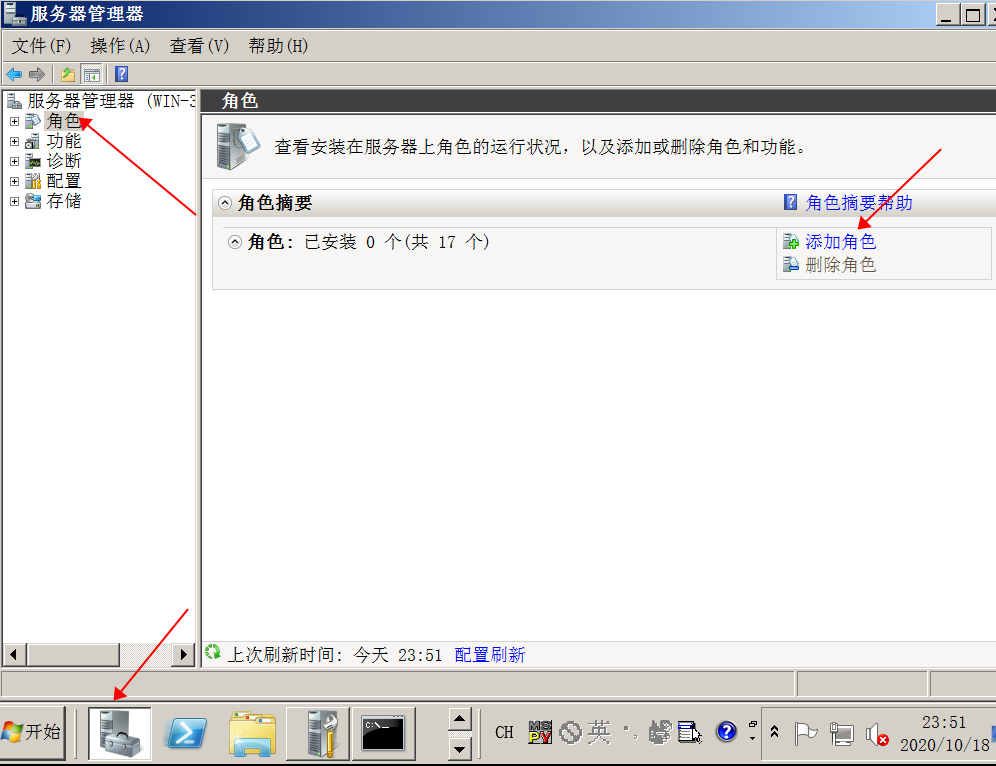 服务器管理器
文件(F) 操作(A) 查看(V) 帮助(H)
服务器管理器 (WIN-3
角色
功能
诊断
配置
存储
角色
查看安装在服务器上角色的运行状况，以及添加或删除角色和功能。
角色摘要
角色摘要帮助
角色: 已安装 0 个(共 17 个)
添加角色
删除角色
上次刷新时间: 今天 23:51 配置刷新
开始
C:\_
CH
MS
PY
英
23:51
2020/10/18